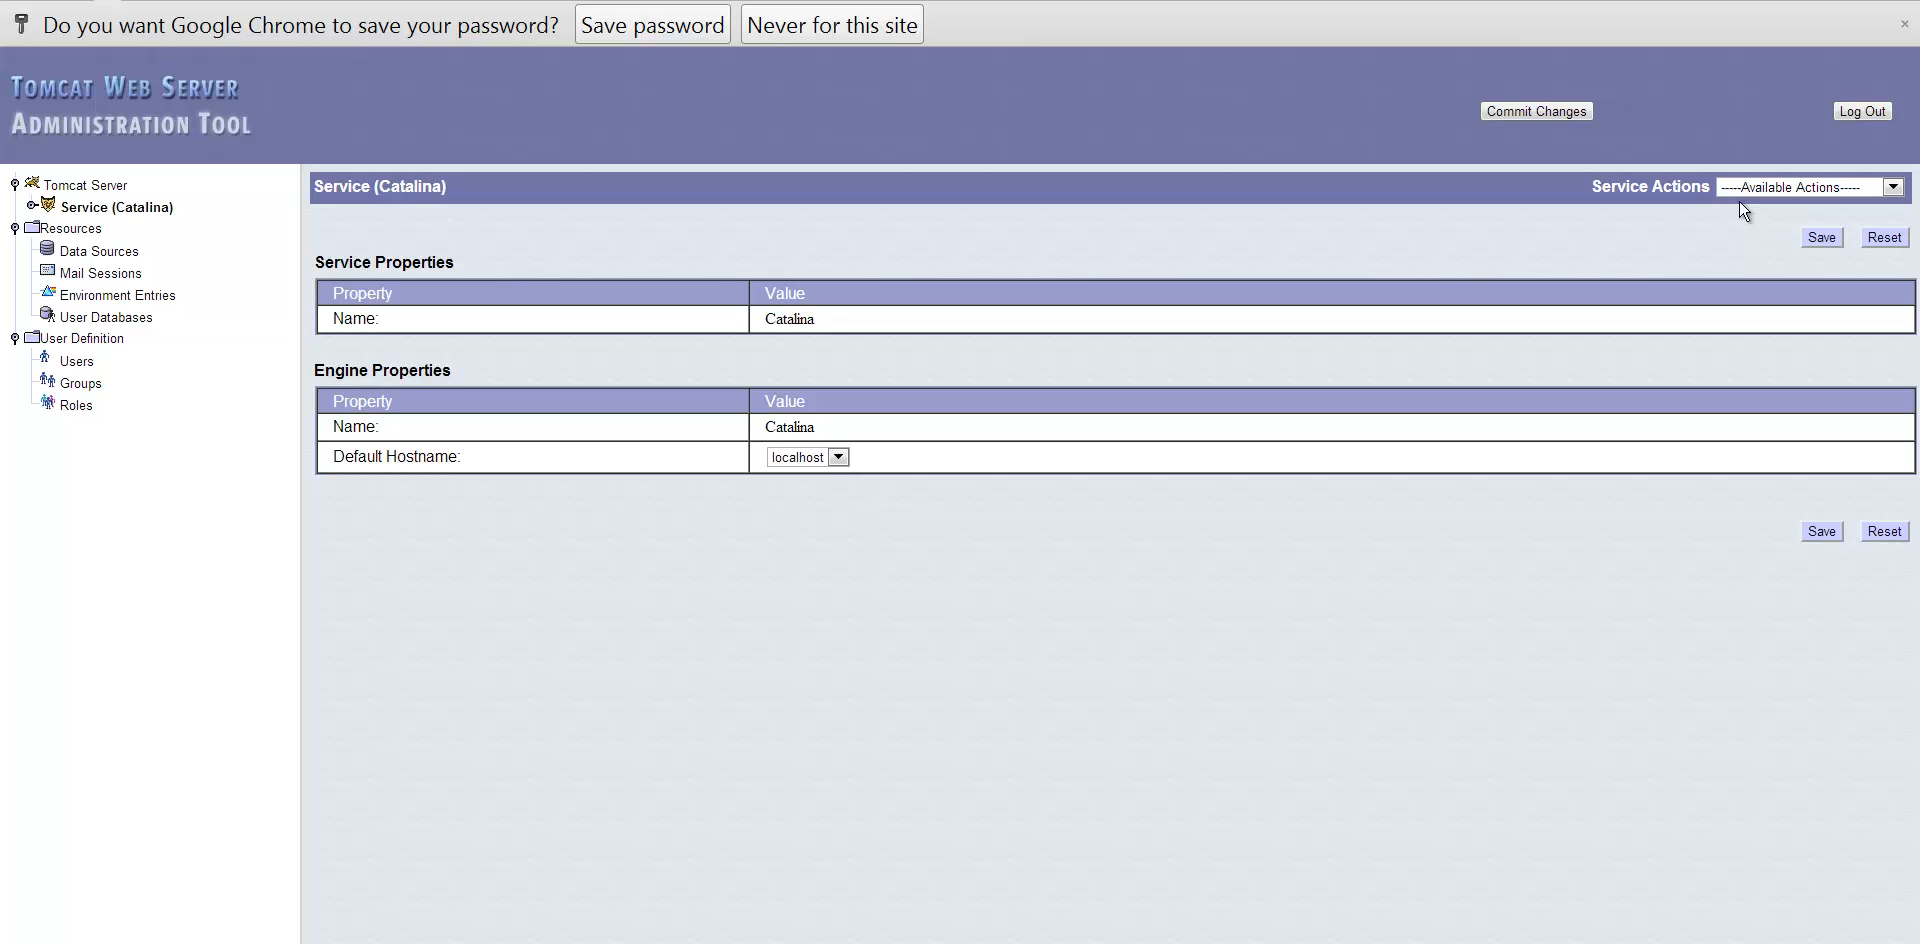 Do you want Google Chrome to save your password? Save password Never for this site ×
TOMCAT WEB SERVER
ADMINISTRATION TOOL
Commit Changes Log Out
Tomcat Server
Service (Catalina)
Resources
Data Sources
Mail Sessions
Environment Entries
User Databases
User Definition
Users
Groups
Roles
Service (Catalina) Service Actions -----Available Actions-----
Save Reset
Service Properties
Property Value
Name: Catalina
Engine Properties
Property Value
Name: Catalina
Default Hostname: localhost
Save Reset